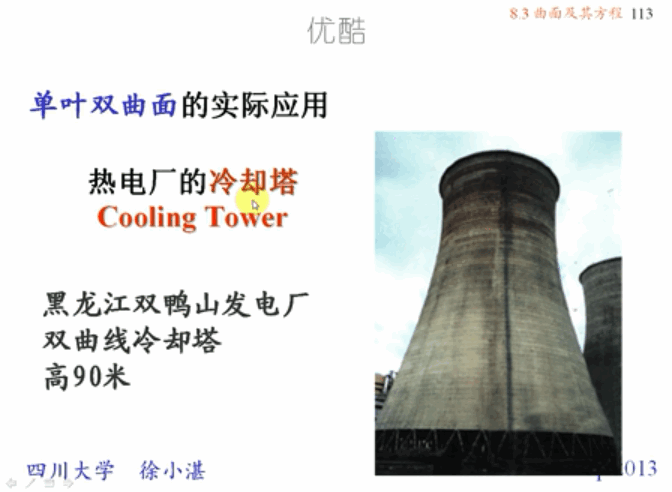 8.3 曲面及其方程 113
优酷
单叶双曲面的实际应用
热电厂的冷却塔
Cooling Tower
黑龙江双鸭山发电厂
双曲线冷却塔
高90米
四川大学 徐小湛
2013